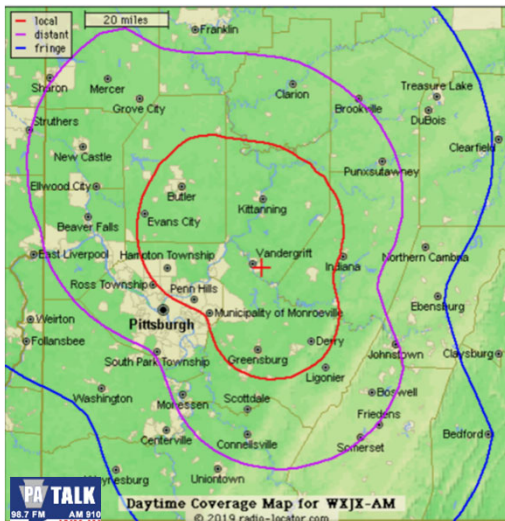 local
distant
fringe
20 miles
Franklin
Sharon
Mercer
Grove City
Clarion
Brookville
Treasure Lake
DuBois
Struthers
New Castle
Clearfield
Punxsutawney
Ellwood City
Butler
Kittanning
Beaver Falls
Evans City
East Liverpool
Hampton Township
Vandergrift
Indiana
Northern Cambria
Ross Township
Penn Hills
Ebensburg
Pittsburgh
Municipality of Monroeville
Weirton
Follansbee
Derry
Johnstown
Claysburg
South Park Township
Greensburg
Ligonier
Washington
Monessen
Scottdale
Boswell
Friedens
Centerville
Connellsville
Somerset
Bedford
Waynesburg
Uniontown
PA TALK
98.7 FM AM 910
Daytime Coverage Map for WXJX-AM
© 2019 radio-locator.com